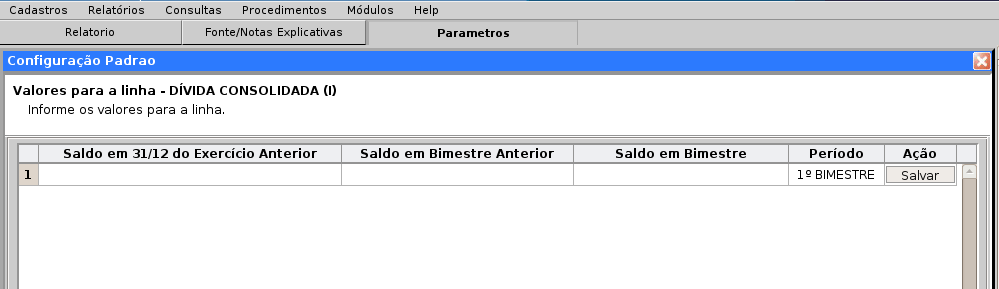 Cadastros Relatórios Consultas Procedimentos Módulos Help
Relatorio Fonte/Notas Explicativas Parametros
Configuração Padrao
Valores para a linha - DÍVIDA CONSOLIDADA (I)
Informe os valores para a linha.
Saldo em 31/12 do Exercício Anterior Saldo em Bimestre Anterior Saldo em Bimestre Período Ação
1 1º BIMESTRE Salvar